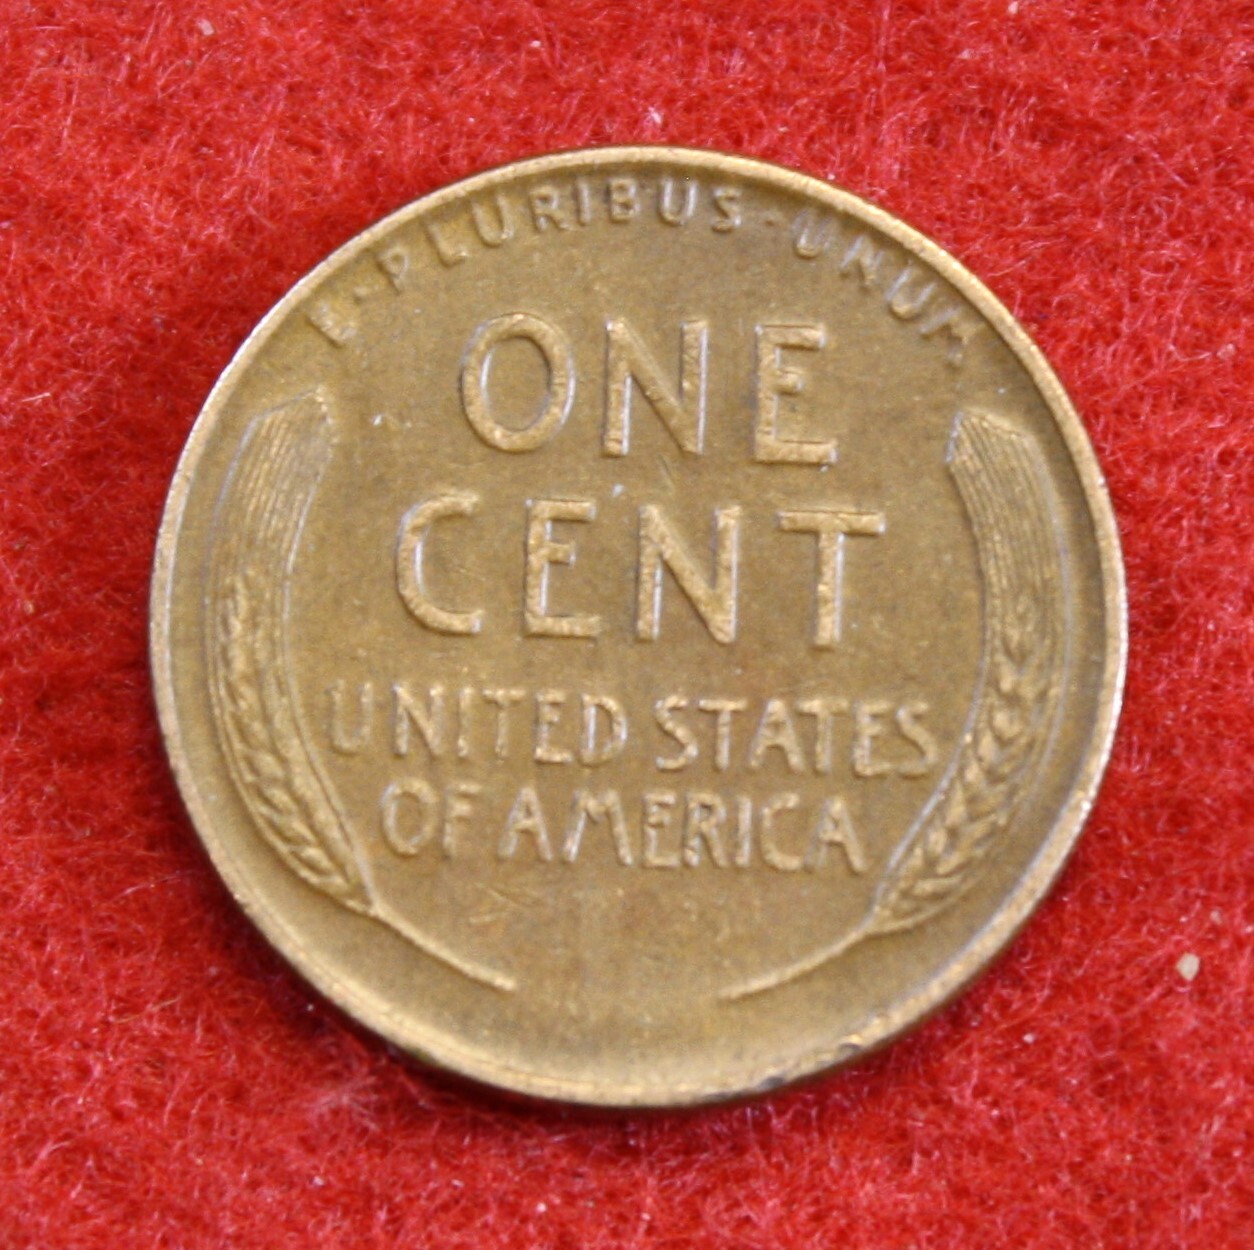 E · PLURIBUS · UNUM
ONE
CENT
UNITED STATES
OF AMERICA